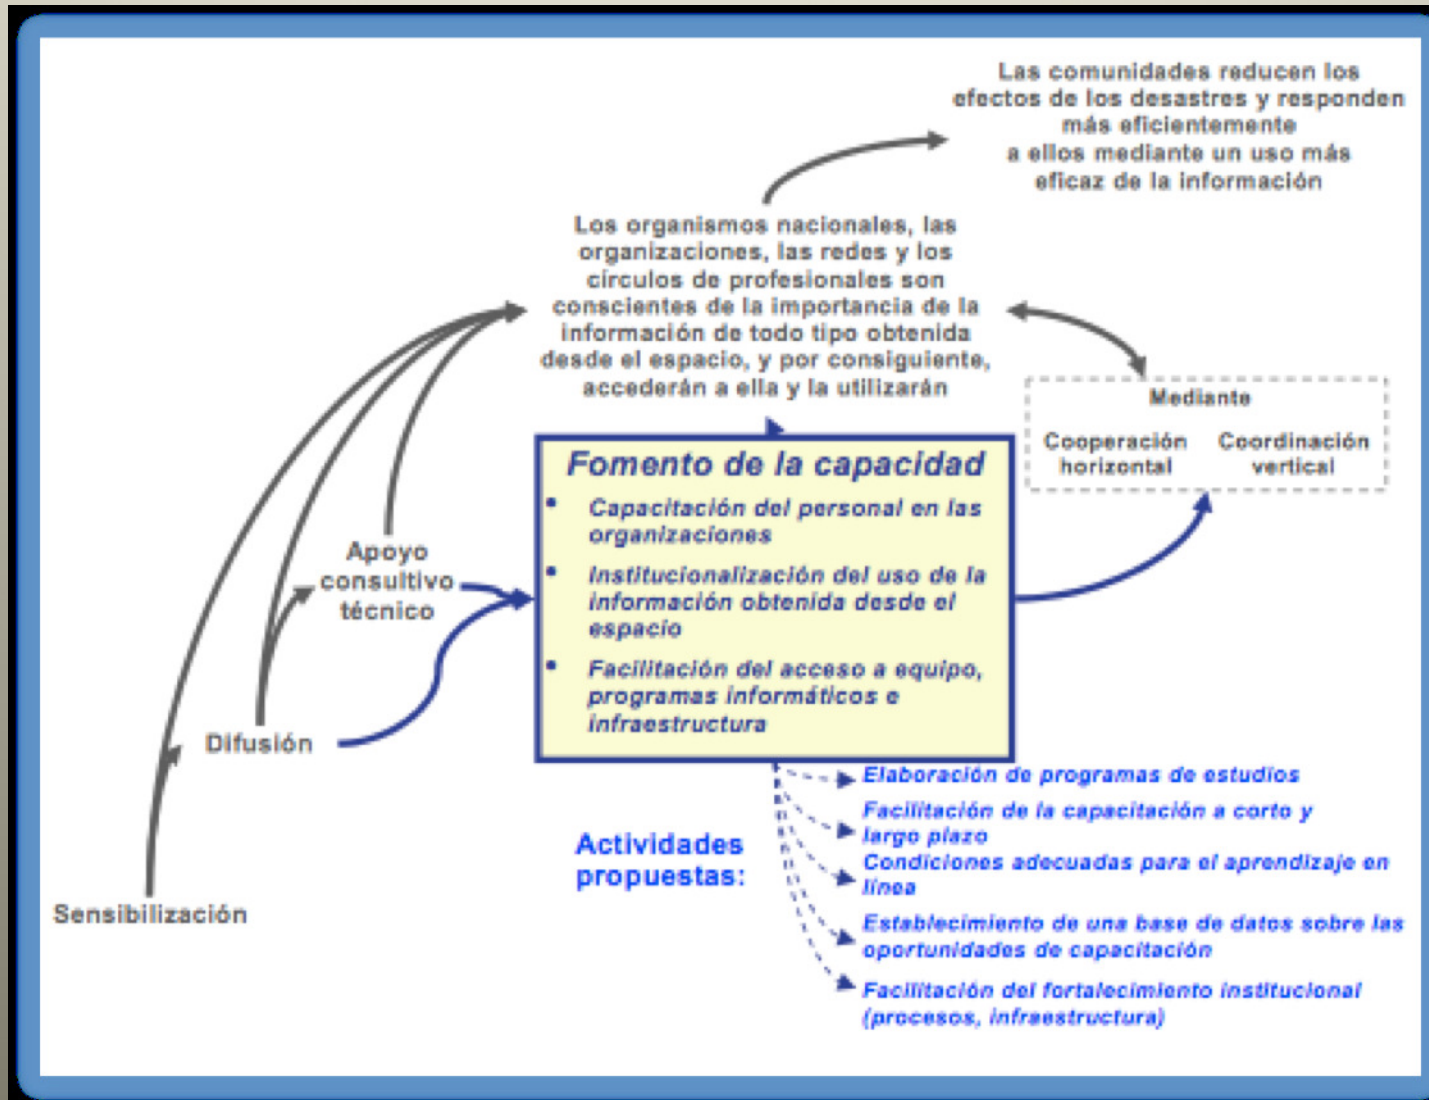 Las comunidades reducen los
efectos de los desastres y responden
más eficientemente
a ellos mediante un uso más
eficaz de la información
Los organismos nacionales, las
organizaciones, las redes y los
círculos de profesionales son
conscientes de la importancia de la
información de todo tipo obtenida
desde el espacio, y por consiguiente,
accederán a ella y la utilizarán
Mediante
Cooperación
horizontal
Coordinación
vertical
Fomento de la capacidad
• Capacitación del personal en las
organizaciones
• Institucionalización del uso de la
información obtenida desde el
espacio
• Facilitación del acceso a equipo,
programas informáticos e
infraestructura
Apoyo
consultivo
técnico
Difusión
Sensibilización
Actividades
propuestas:
Elaboración de programas de estudios
Facilitación de la capacitación a corto y
largo plazo
Condiciones adecuadas para el aprendizaje en
línea
Establecimiento de una base de datos sobre las
oportunidades de capacitación
Facilitación del fortalecimiento institucional
(procesos, infraestructura)